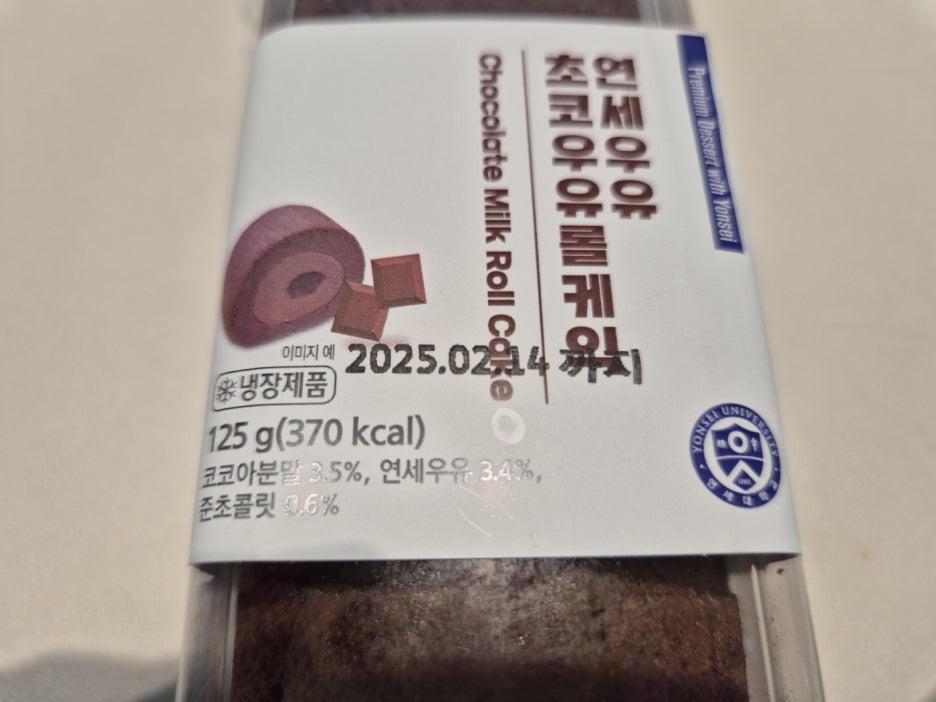 Premium Dessert with Yonsei
연세우유
초코우유롤케익
Chocolate Milk Roll Cake
이미지 예
2025.02.14 까지
냉장제품
125 g(370 kcal)
코코아분말 3.5%, 연세우유 3.4%,
준초콜릿 0.6%
YONSEI UNIVERSITY
연세대학교
1885